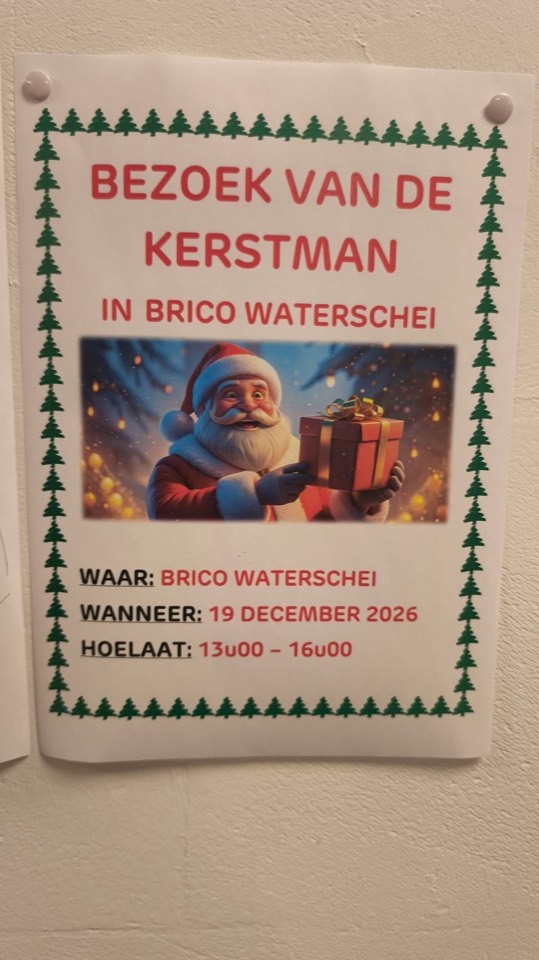 BEZOEK VAN DE
KERSTMAN
IN BRICO WATERSCHEI
WAAR: BRICO WATERSCHEI
WANNEER: 19 DECEMBER 2026
HOELAAT: 13u00 – 16u00